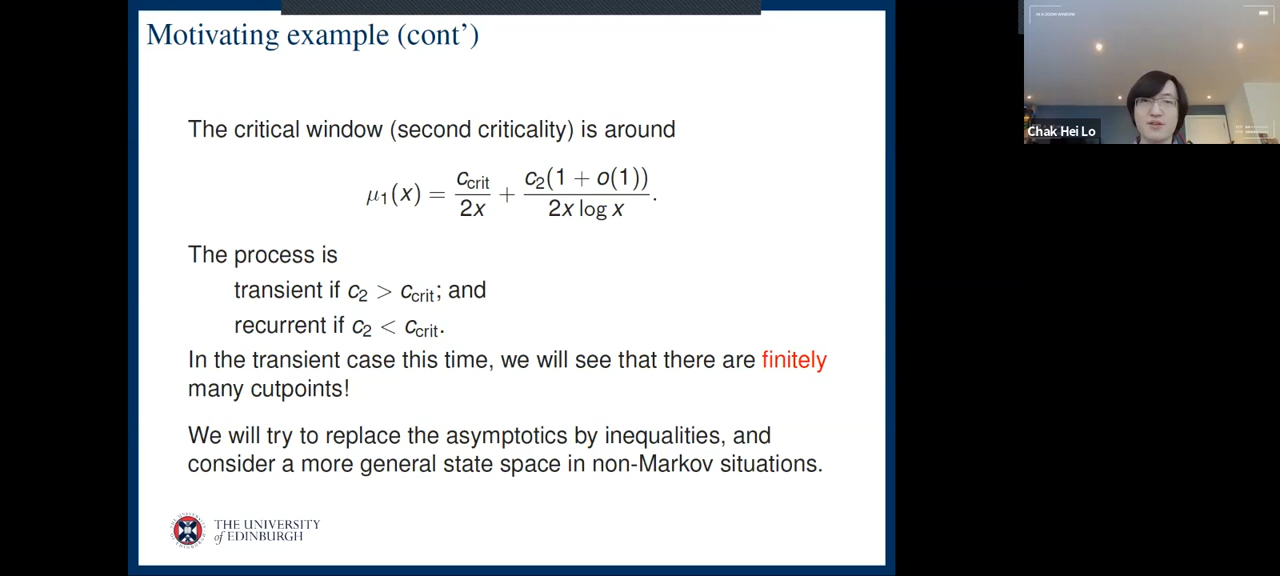 Motivating example (cont')
The critical window (second criticality) is around
μ₁(x) = c_crit / 2x + c₂(1 + o(1)) / 2x log x .
The process is
transient if c₂ > c_crit; and
recurrent if c₂ < c_crit.
In the transient case this time, we will see that there are finitely
many cutpoints!
We will try to replace the asymptotics by inequalities, and
consider a more general state space in non-Markov situations.
THE UNIVERSITY
of EDINBURGH
Chak Hei Lo